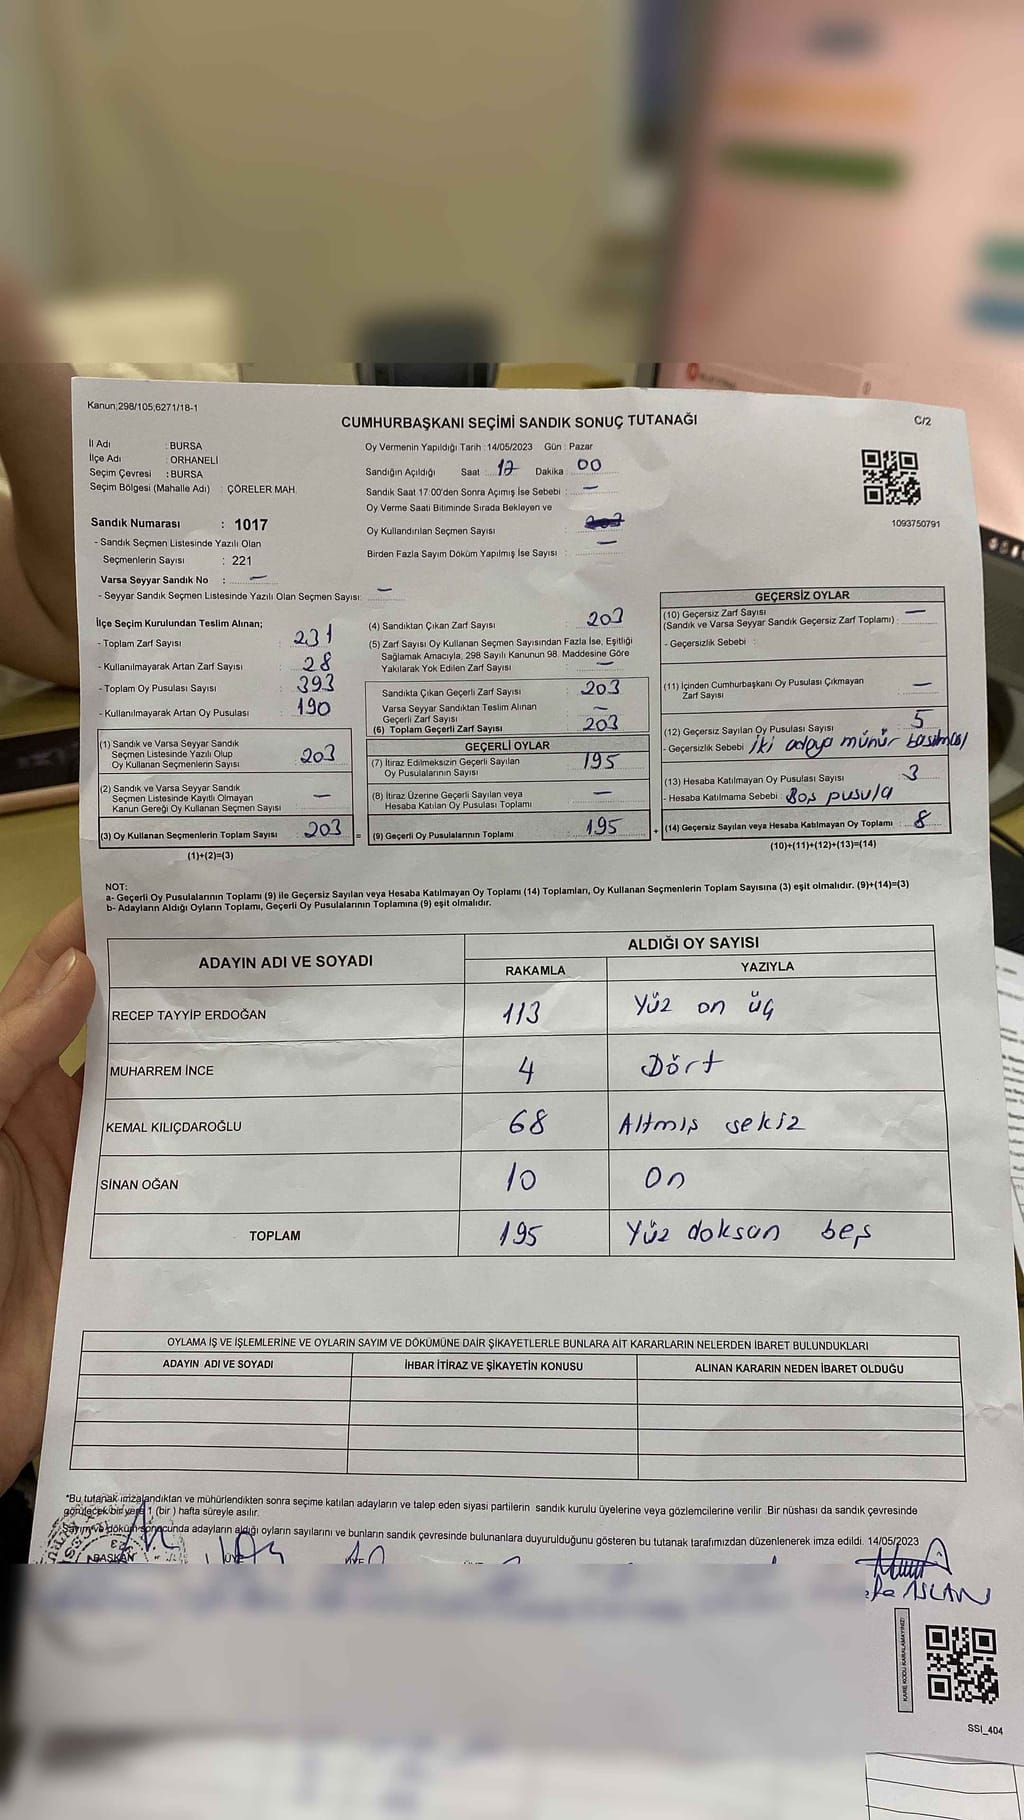 Kanun;298/105;6271/18-1
CUMHURBAŞKANI SEÇİMİ SANDIK SONUÇ TUTANAĞI
C/2
İl Adı : BURSA
İlçe Adı : ORHANELİ
Seçim Çevresi : BURSA
Seçim Bölgesi (Mahalle Adı) : ÇÖRELER MAH.
Oy Vermenin Yapıldığı Tarih : 14/05/2023 Gün : Pazar
Sandığın Açıldığı Saat : 17 Dakika : 00
Sandık Saat 17:00'den Sonra Açımış İse Sebebi : —
Oy Verme Saati Bitiminde Sırada Bekleyen ve
Oy Kullandırılan Seçmen Sayısı :
Birden Fazla Sayım Döküm Yapılmış İse Sayısı : —
1093750791
Sandık Numarası : 1017
- Sandık Seçmen Listesinde Yazılı Olan
Seçmenlerin Sayısı : 221
Varsa Seyyar Sandık No : —
- Seyyar Sandık Seçmen Listesinde Yazılı Olan Seçmen Sayısı: —
İlçe Seçim Kurulundan Teslim Alınan;
- Toplam Zarf Sayısı : 231
- Kullanılmayarak Artan Zarf Sayısı : 28
- Toplam Oy Pusulası Sayısı : 393
- Kullanılmayarak Artan Oy Pusulası : 190
(1) Sandık ve Varsa Seyyar Sandık
Seçmen Listesinde Yazılı Olup
Oy Kullanan Seçmenlerin Sayısı : 203
(2) Sandık ve Varsa Seyyar Sandık
Seçmen Listesinde Kayıtlı Olmayan
Kanun Gereği Oy Kullanan Seçmen Sayısı : —
(3) Oy Kullanan Seçmenlerin Toplam Sayısı : 203 =
(1)+(2)=(3)
(4) Sandıktan Çıkan Zarf Sayısı : 203
(5) Zarf Sayısı Oy Kullanan Seçmen Sayısından Fazla İse, Eşitliği
Sağlamak Amacıyla, 298 Sayılı Kanunun 98. Maddesine Göre
Yakılarak Yok Edilen Zarf Sayısı : —
Sandıkta Çıkan Geçerli Zarf Sayısı : 203
Varsa Seyyar Sandıktan Teslim Alınan
Geçerli Zarf Sayısı : —
(6) Toplam Geçerli Zarf Sayısı : 203
GEÇERLİ OYLAR
(7) İtiraz Edilmeksizin Geçerli Sayılan
Oy Pusulalarının Sayısı : 195
(8) İtiraz Üzerine Geçerli Sayılan veya
Hesaba Katılan Oy Pusulası Toplamı : —
(9) Geçerli Oy Pusulalarının Toplamı : 195 +
GEÇERSİZ OYLAR
(10) Geçersiz Zarf Sayısı
(Sandık ve Varsa Seyyar Sandık Geçersiz Zarf Toplamı) : —
- Geçersizlik Sebebi :
(11) İçinden Cumhurbaşkanı Oy Pusulası Çıkmayan
Zarf Sayısı : —
(12) Geçersiz Sayılan Oy Pusulası Sayısı : 5
- Geçersizlik Sebebi : İki adaya münür basılması
(13) Hesaba Katılmayan Oy Pusulası Sayısı : 3
- Hesaba Katılmama Sebebi : Boş pusula
(14) Geçersiz Sayılan veya Hesaba Katılmayan Oy Toplamı : 8
(10)+(11)+(12)+(13)=(14)
NOT:
a- Geçerli Oy Pusulalarının Toplamı (9) ile Geçersiz Sayılan veya Hesaba Katılmayan Oy Toplamı (14) Toplamları, Oy Kullanan Seçmenlerin Toplam Sayısına (3) eşit olmalıdır. (9)+(14)=(3)
b- Adayların Aldığı Oyların Toplamı, Geçerli Oy Pusulalarının Toplamına (9) eşit olmalıdır.
ADAYIN ADI VE SOYADI
ALDIĞI OY SAYISI
RAKAMLA YAZIYLA
RECEP TAYYİP ERDOĞAN 113 Yüz on üç
MUHARREM İNCE 4 Dört
KEMAL KILIÇDAROĞLU 68 Altmış sekiz
SİNAN OĞAN 10 On
TOPLAM 195 Yüz doksan beş
OYLAMA İŞ VE İŞLEMLERİNE VE OYLARIN SAYIM VE DÖKÜMÜNE DAİR ŞİKAYETLERLE BUNLARA AİT KARARLARIN NELERDEN İBARET BULUNDUKLARI
ADAYIN ADI VE SOYADI İHBAR İTİRAZ VE ŞİKAYETİN KONUSU ALINAN KARARIN NEDEN İBARET OLDUĞU
*Bu tutanak imzalandıktan ve mühürlendikten sonra seçime katılan adayların ve talep eden siyasi partilerin sandık kurulu üyelerine veya gözlemcilerine verilir. Bir nüshası da sandık çevresinde
görülecek bir yere 1 (bir) hafta süreyle asılır.
Sayım ve döküm sonucunda adayların aldığı oyların sayılarını ve bunların sandık çevresinde bulunanlara duyurulduğunu gösteren bu tutanak tarafımızdan düzenlenerek imza edildi. 14/05/2023
BAŞKAN
ASLAN
KARE KODU KARALAMAYINIZ!
SSI_404